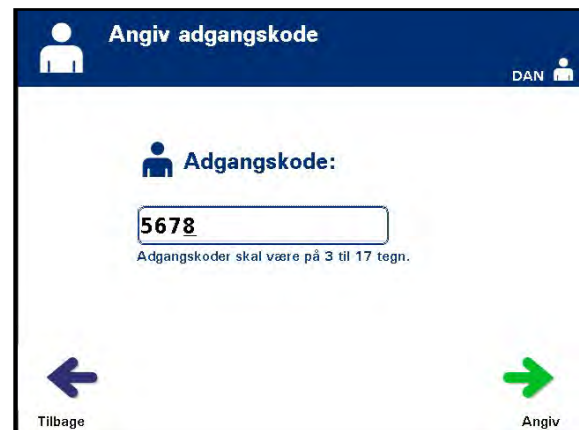 Angiv adgangskode
DAN
Adgangskode:
5678
Adgangskoder skal være på 3 til 17 tegn.
Tilbage
Angiv